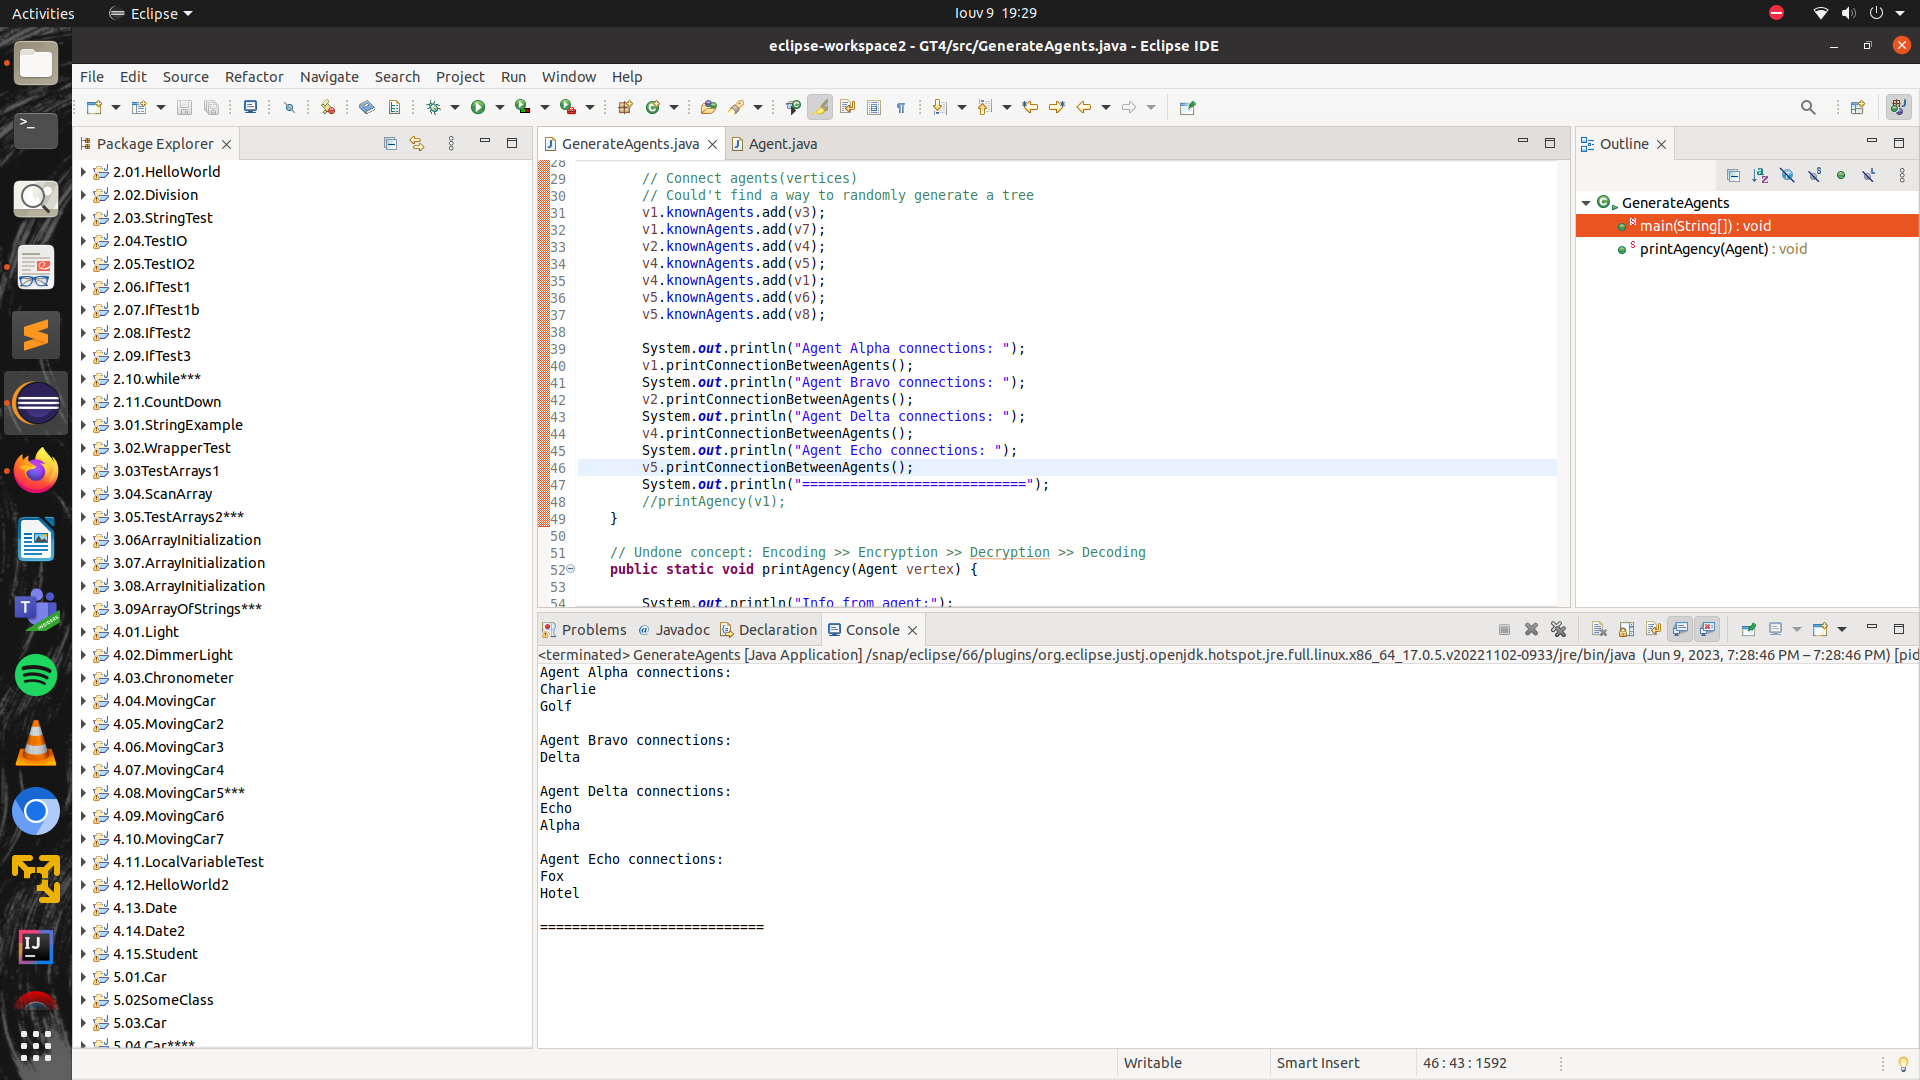 Activities
Eclipse
Ιουν 9 19:29
eclipse-workspace2 - GT4/src/GenerateAgents.java - Eclipse IDE
File Edit Source Refactor Navigate Search Project Run Window Help
Package Explorer
2.01.HelloWorld
2.02.Division
2.03.StringTest
2.04.TestIO
2.05.TestIO2
2.06.IfTest1
2.07.IfTest1b
2.08.IfTest2
2.09.IfTest3
2.10.while***
2.11.CountDown
3.01.StringExample
3.02.WrapperTest
3.03TestArrays1
3.04.ScanArray
3.05.TestArrays2***
3.06ArrayInitialization
3.07.ArrayInitialization
3.08.ArrayInitialization
3.09ArrayOfStrings***
4.01.Light
4.02.DimmerLight
4.03.Chronometer
4.04.MovingCar
4.05.MovingCar2
4.06.MovingCar3
4.07.MovingCar4
4.08.MovingCar5***
4.09.MovingCar6
4.10.MovingCar7
4.11.LocalVariableTest
4.12.HelloWorld2
4.13.Date
4.14.Date2
4.15.Student
5.01.Car
5.02SomeClass
5.03.Car
5.04.Car****
GenerateAgents.java
Agent.java
28
29 // Connect agents(vertices)
30 // Could't find a way to randomly generate a tree
31 v1.knownAgents.add(v3);
32 v1.knownAgents.add(v7);
33 v2.knownAgents.add(v4);
34 v4.knownAgents.add(v5);
35 v4.knownAgents.add(v1);
36 v5.knownAgents.add(v6);
37 v5.knownAgents.add(v8);
38
39 System.out.println("Agent Alpha connections: ");
40 v1.printConnectionBetweenAgents();
41 System.out.println("Agent Bravo connections: ");
42 v2.printConnectionBetweenAgents();
43 System.out.println("Agent Delta connections: ");
44 v4.printConnectionBetweenAgents();
45 System.out.println("Agent Echo connections: ");
46 v5.printConnectionBetweenAgents();
47 System.out.println("============================");
48 //printAgency(v1);
49 }
50
51 // Undone concept: Encoding >> Encryption >> Decryption >> Decoding
52 public static void printAgency(Agent vertex) {
53
54 System.out.println("Info from agent:");
Outline
GenerateAgents
main(String[]) : void
printAgency(Agent) : void
Problems @ Javadoc Declaration Console
<terminated> GenerateAgents [Java Application] /snap/eclipse/66/plugins/org.eclipse.justj.openjdk.hotspot.jre.full.linux.x86_64_17.0.5.v20221102-0933/jre/bin/java (Jun 9, 2023, 7:28:46 PM – 7:28:46 PM) [pid
Agent Alpha connections:
Charlie
Golf
Agent Bravo connections:
Delta
Agent Delta connections:
Echo
Alpha
Agent Echo connections:
Fox
Hotel
============================
Writable
Smart Insert
46 : 43 : 1592